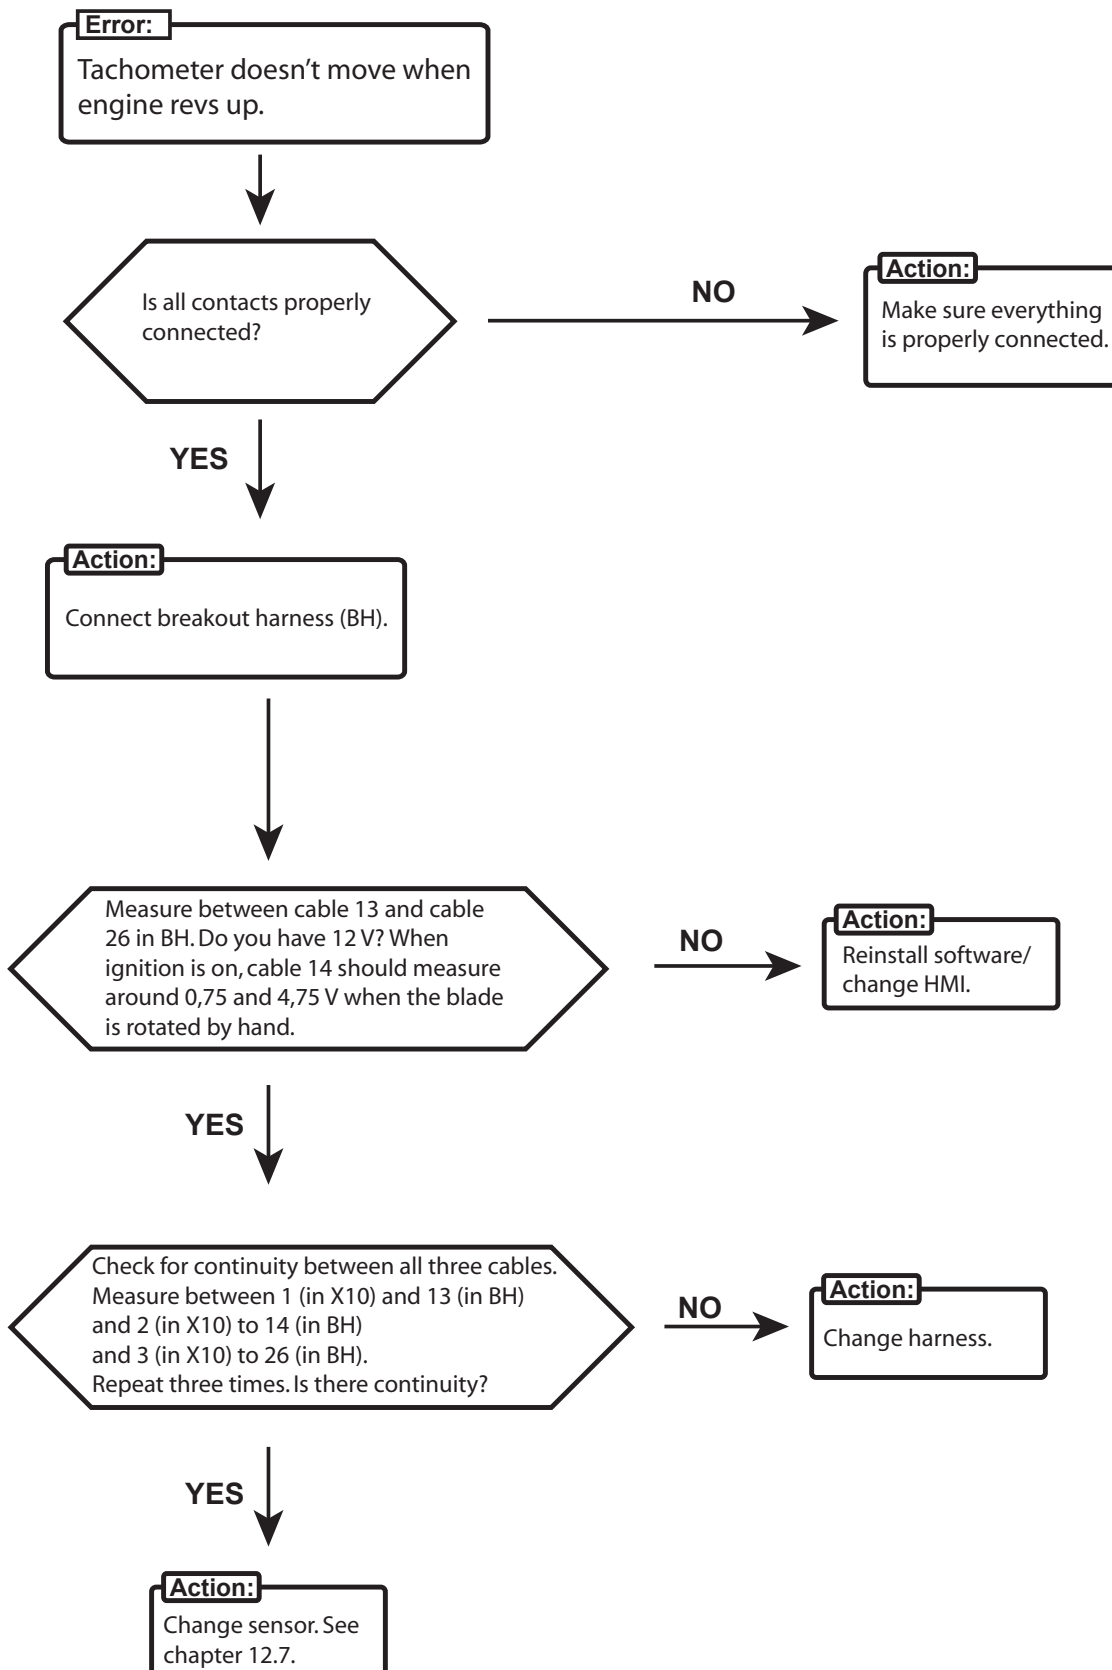 Error:
Tachometer doesn't move when
engine revs up.
Is all contacts properly
connected?
NO
Action:
Make sure everything
is properly connected.
YES
Action:
Connect breakout harness (BH).
Measure between cable 13 and cable
26 in BH. Do you have 12 V? When
ignition is on, cable 14 should measure
around 0,75 and 4,75 V when the blade
is rotated by hand.
NO
Action:
Reinstall software/
change HMI.
YES
Check for continuity between all three cables.
Measure between 1 (in X10) and 13 (in BH)
and 2 (in X10) to 14 (in BH)
and 3 (in X10) to 26 (in BH).
Repeat three times. Is there continuity?
NO
Action:
Change harness.
YES
Action:
Change sensor. See
chapter 12.7.